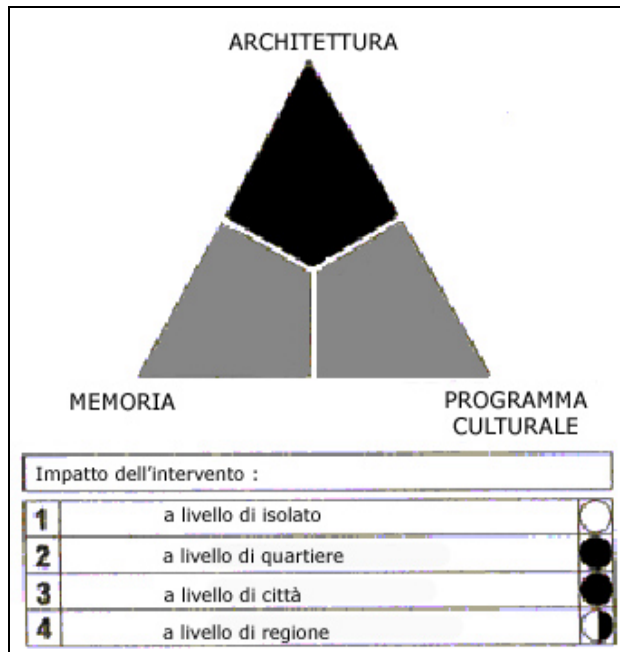 ARCHITETTURA
MEMORIA
PROGRAMMA
CULTURALE
Impatto dell'intervento :
1 a livello di isolato
2 a livello di quartiere
3 a livello di città
4 a livello di regione